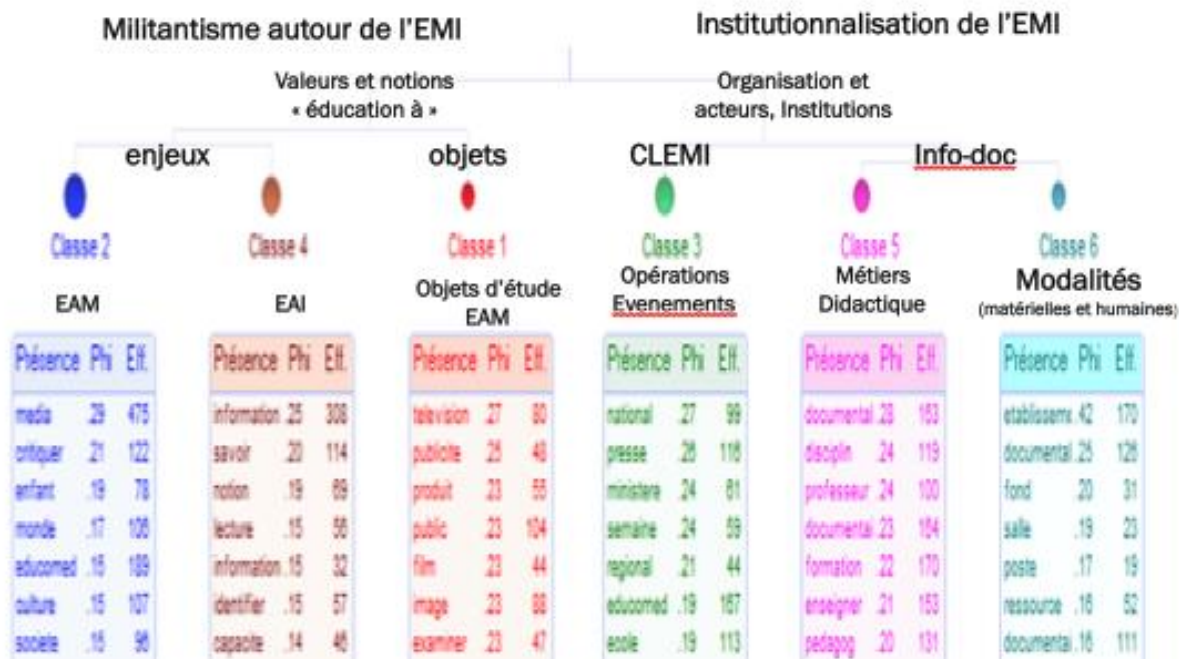 Militantisme autour de l'EMI
Institutionnalisation de l'EMI
Valeurs et notions
« éducation à »
Organisation et
acteurs, Institutions
enjeux
objets
CLEMI
Info-doc
Classe 2
Classe 4
Classe 1
Classe 3
Classe 5
Classe 6
EAM
EAI
Objets d'étude
EAM
Opérations
Evenements
Métiers
Didactique
Modalités
(matérielles et humaines)
Présence Phi Eff.
media .29 475
critiquer .21 122
enfant .19 78
monde .17 106
educomed .16 189
culture .16 107
societe .16 96
Présence Phi Eff.
information .25 308
savoir .20 114
notion .19 69
lecture .15 56
information .15 32
identifier .15 57
capacite .14 46
Présence Phi Eff.
television .27 80
publicite .25 48
produit .23 55
public .23 104
film .23 44
image .23 88
examiner .23 47
Présence Phi Eff.
national .27 99
presse .26 116
ministere .24 61
semaine .24 59
regional .21 44
educomed .19 167
ecole .19 113
Présence Phi Eff.
documental .28 163
disciplin .24 119
professeur .24 100
documental .23 164
formation .22 170
enseigner .21 153
pedagog .20 131
Présence Phi Eff.
etablisseme .42 170
documental .25 126
fond .20 31
salle .19 23
poste .17 19
ressource .16 52
documental .16 111